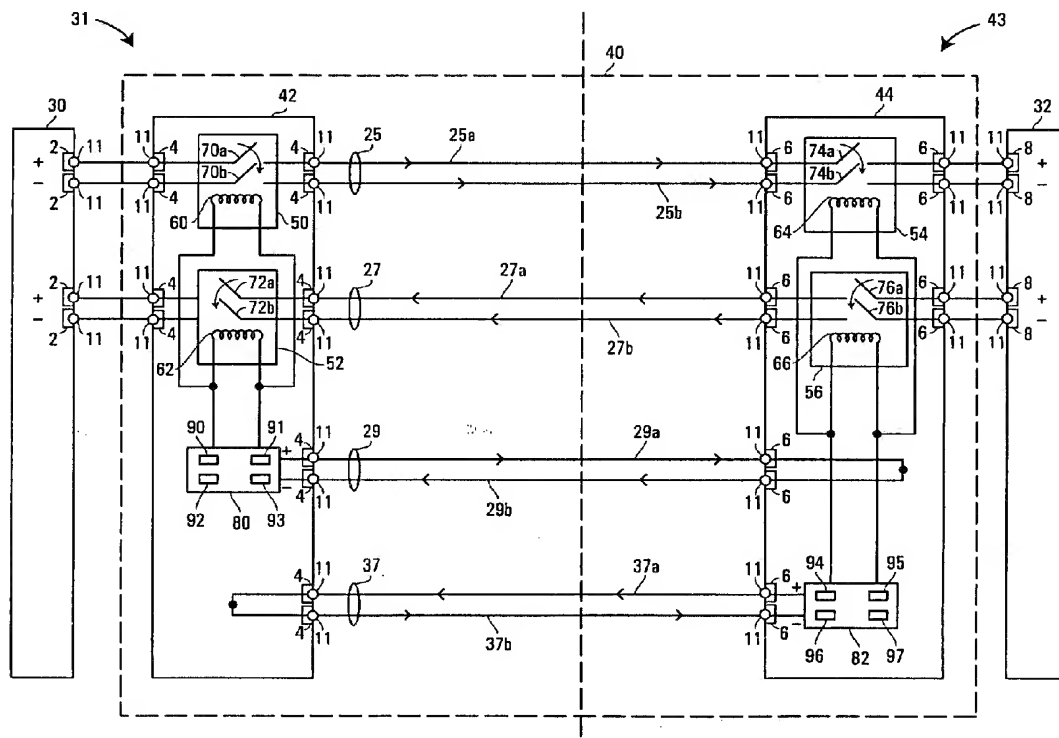 31
43
40
30
42
44
32
11 11 4 70a 4 11 25 25a 11 6 74a 6 11 11
2 + 70b 74b + 8
2 − 4 4 6 6 − 8
11 11 60 50 11 25b 11 64 54 11 11
11 11 4 72a 4 11 27 27a 11 6 76a 6 11 11
2 + 72b 76b + 8
2 − 4 4 6 6 − 8
11 11 62 52 11 27b 11 66 56 11 11
90 91 + 4 11 29 29a 11 6
92 93 − 4 11 29b 11 6
80
4 11 37 37a 11 6 + 94 95
4 11 37b 11 6 − 96 97
82